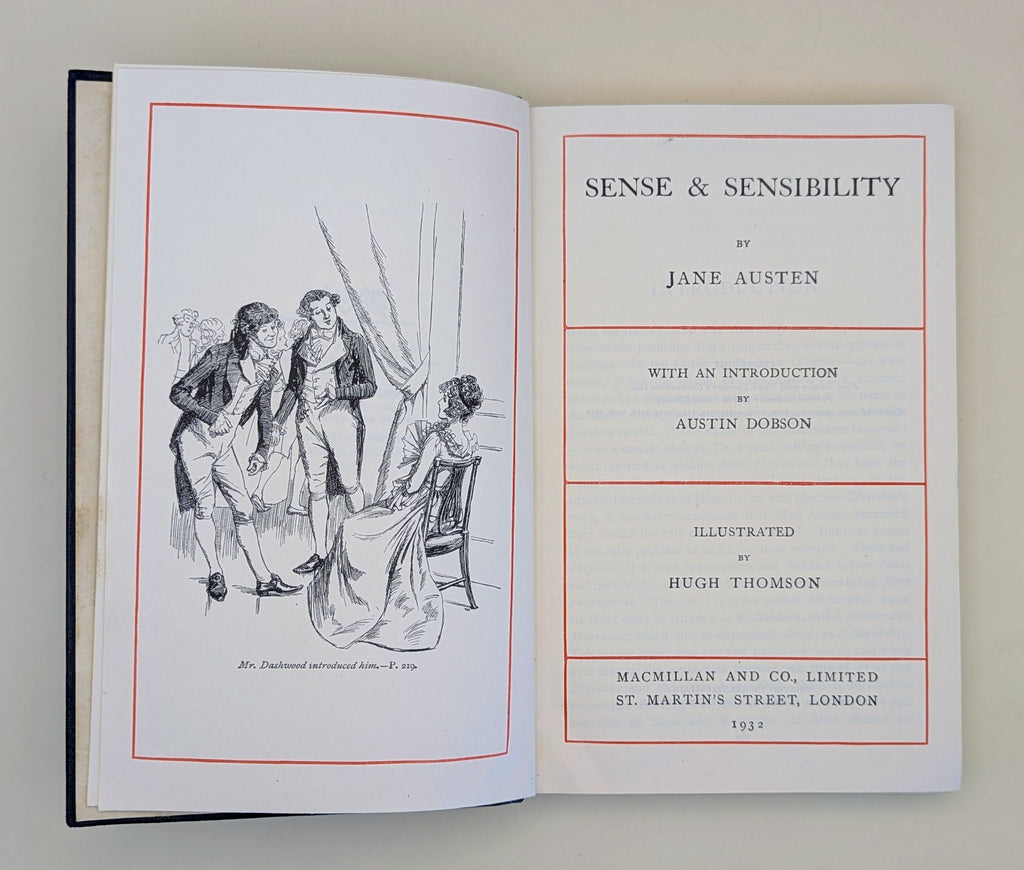 Mr. Dashwood introduced him.—P. 219.
SENSE & SENSIBILITY
BY
JANE AUSTEN
WITH AN INTRODUCTION
BY
AUSTIN DOBSON
ILLUSTRATED
BY
HUGH THOMSON
MACMILLAN AND CO., LIMITED
ST. MARTIN'S STREET, LONDON
1932